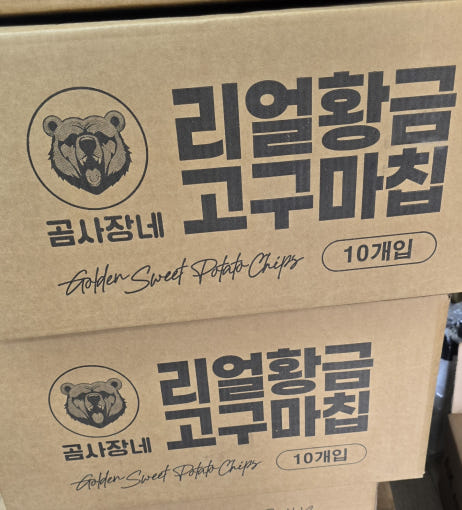 리얼황금
고구마칩
곰사장네
Golden Sweet Potato Chips
10개입
리얼황금
고구마칩
곰사장네
Golden Sweet Potato Chips
10개입